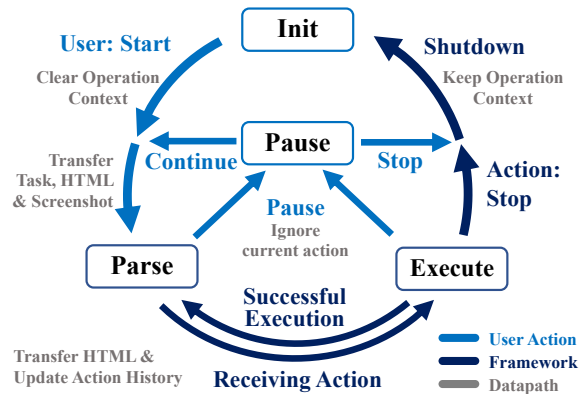 Init
User: Start
Shutdown
Clear Operation
Context
Keep Operation
Context
Pause
Continue
Stop
Transfer
Task, HTML
& Screenshot
Action:
Stop
Pause
Ignore
current action
Parse
Execute
Successful
Execution
Transfer HTML &
Update Action History
Receiving Action
User Action
Framework
Datapath